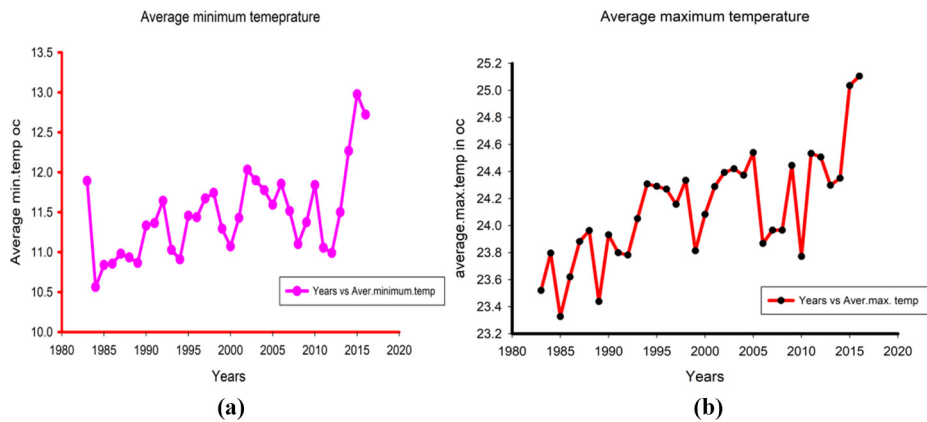 Average minimum temeprature
13.5
13.0
12.5
12.0
11.5
11.0
10.5
10.0
Average min.temp oc
Years vs Aver.minimum.temp
1980 1985 1990 1995 2000 2005 2010 2015 2020
Years
(a)
Average maximum temperature
25.2
25.0
24.8
24.6
24.4
24.2
24.0
23.8
23.6
23.4
23.2
average.max.temp in oc
Years vs Aver.max. temp
1980 1985 1990 1995 2000 2005 2010 2015 2020
Years
(b)